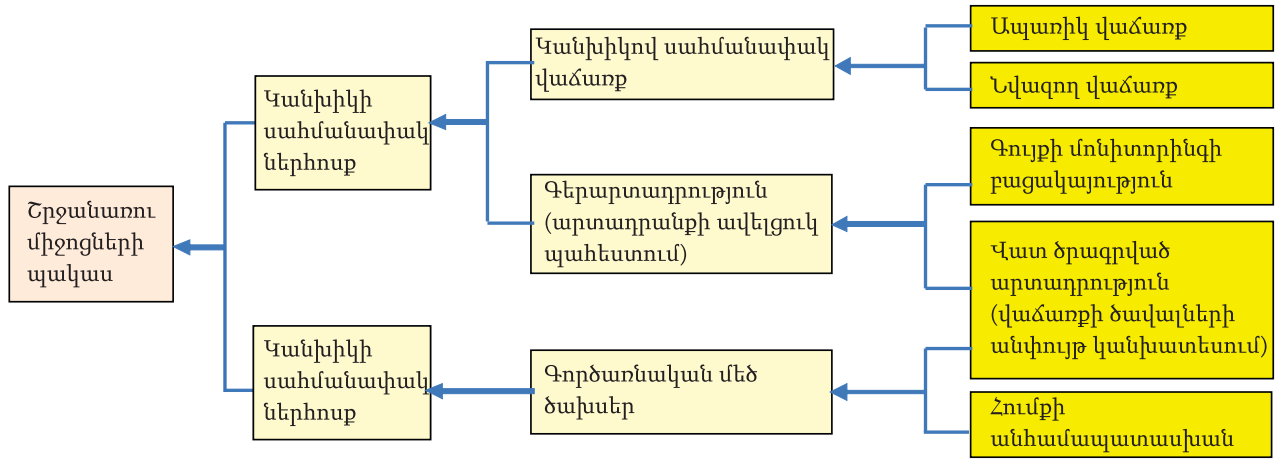 Շրջանառու
միջոցների
պակաս
Կանխիկի
սահմանափակ
ներհոսք
Կանխիկի
սահմանափակ
ներհոսք
Կանխիկով սահմանափակ
վաճառք
Գերարտադրություն
(արտադրանքի ավելցուկ
պահեստում)
Գործառնական մեծ
ծախսեր
Ապառիկ վաճառք
Նվազող վաճառք
Գույքի մոնիտորինգի
բացակայություն
Վատ ծրագրված
արտադրություն
(վաճառքի ծավալների
անփույթ կանխատեսում)
Հումքի
անհամապատասխան